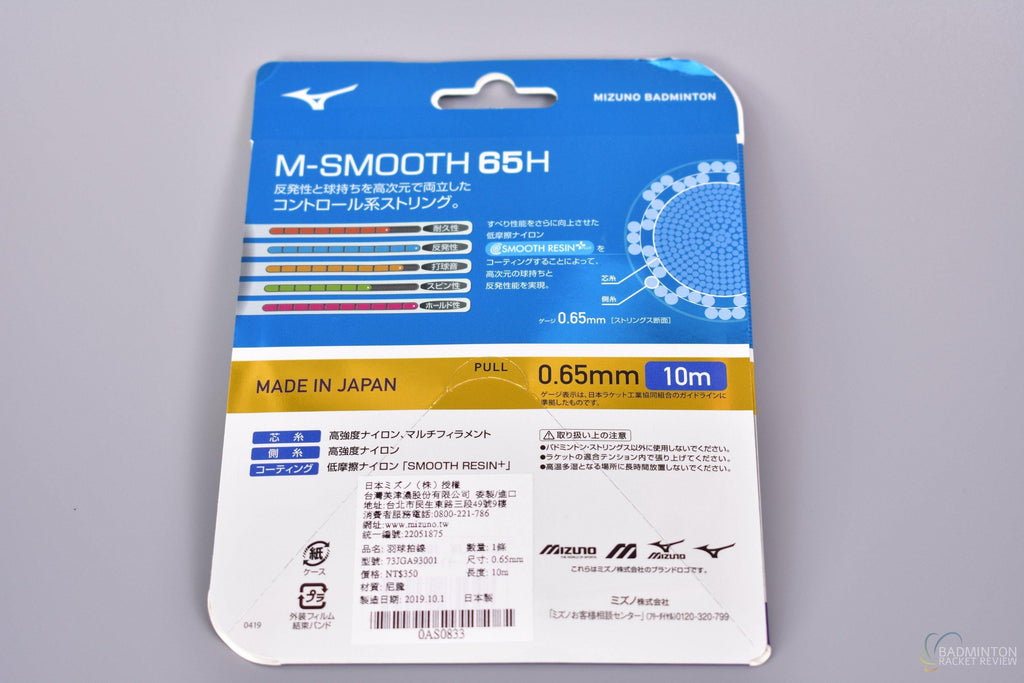 MIZUNO BADMINTON
M-SMOOTH 65H
反発性と球持ちを高次元で両立した
コントロール系ストリング。
耐久性
反発性
打球音
スピン性
ホールド性
すべり性能をさらに向上させた
低摩擦ナイロン
SMOOTH RESIN+ を
コーティングすることによって、
高次元の球持ちと
反発性能を実現。
芯糸
側糸
ゲージ 0.65mm [ストリングス断面]
MADE IN JAPAN
PULL
0.65mm 10m
ゲージ表示は、日本ラケット工業協同組合のガイドラインに
準拠したものです。
芯糸 高強度ナイロン、マルチフィラメント
側糸 高強度ナイロン
コーティング 低摩擦ナイロン「SMOOTH RESIN+」
取り扱い上の注意
●バドミントン・ストリングス以外に使用しないでください。
●ラケットの適合テンション内で張り上げてください。
●高温多湿となる場所に長時間放置しないでください。
日本ミズノ(株)授權
台灣美津濃股份有限公司 委製/進口
地址:台北市民生東路三段49號9樓
消費者服務電話:0800-221-786
網址:www.mizuno.tw
統一編號:22051875
品名: 羽球拍線 數量: 1條
型號: 73JGA93001 尺寸: 0.65mm
價格: NT$350 長度: 10m
材質: 尼龍
製造日期: 2019.10.1 日本製
0AS0833
紙
ケース
プラ
外装フィルム
結束バンド
0419
MIZUNO
MIZUNO
これらはミズノ株式会社のブランドロゴです。
ミズノ株式会社
「ミズノお客様相談センター」(フリーダイヤル)0120-320-799
BADMINTON
RACKET REVIEW